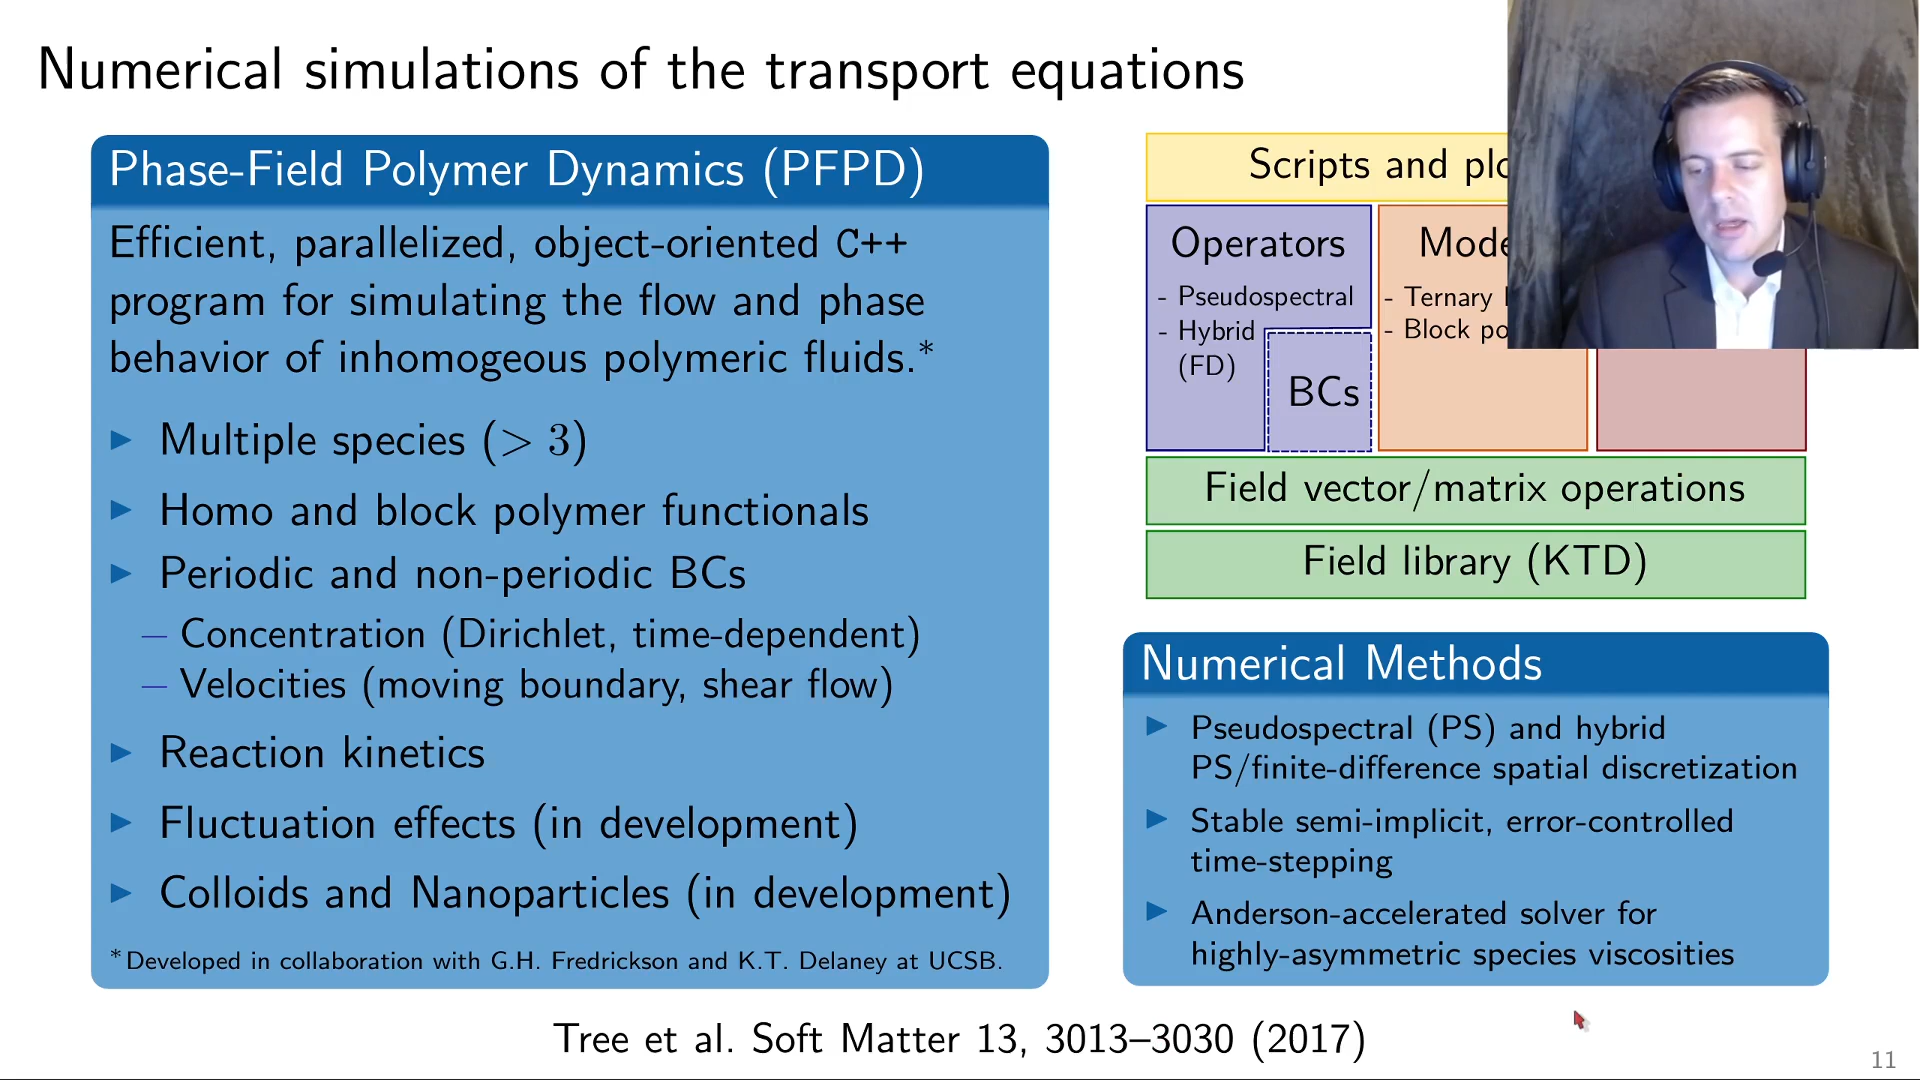 Numerical simulations of the transport equations
Phase-Field Polymer Dynamics (PFPD)
Efficient, parallelized, object-oriented C++
program for simulating the flow and phase
behavior of inhomogeous polymeric fluids.*
▶ Multiple species (> 3)
▶ Homo and block polymer functionals
▶ Periodic and non-periodic BCs
– Concentration (Dirichlet, time-dependent)
– Velocities (moving boundary, shear flow)
▶ Reaction kinetics
▶ Fluctuation effects (in development)
▶ Colloids and Nanoparticles (in development)
*Developed in collaboration with G.H. Fredrickson and K.T. Delaney at UCSB.
Scripts and
Operators
- Pseudospectral
- Hybrid
(FD)
BCs
- Ternary
- Block
Field vector/matrix operations
Field library (KTD)
Numerical Methods
▶ Pseudospectral (PS) and hybrid
PS/finite-difference spatial discretization
▶ Stable semi-implicit, error-controlled
time-stepping
▶ Anderson-accelerated solver for
highly-asymmetric species viscosities
Tree et al. Soft Matter 13, 3013–3030 (2017)
11